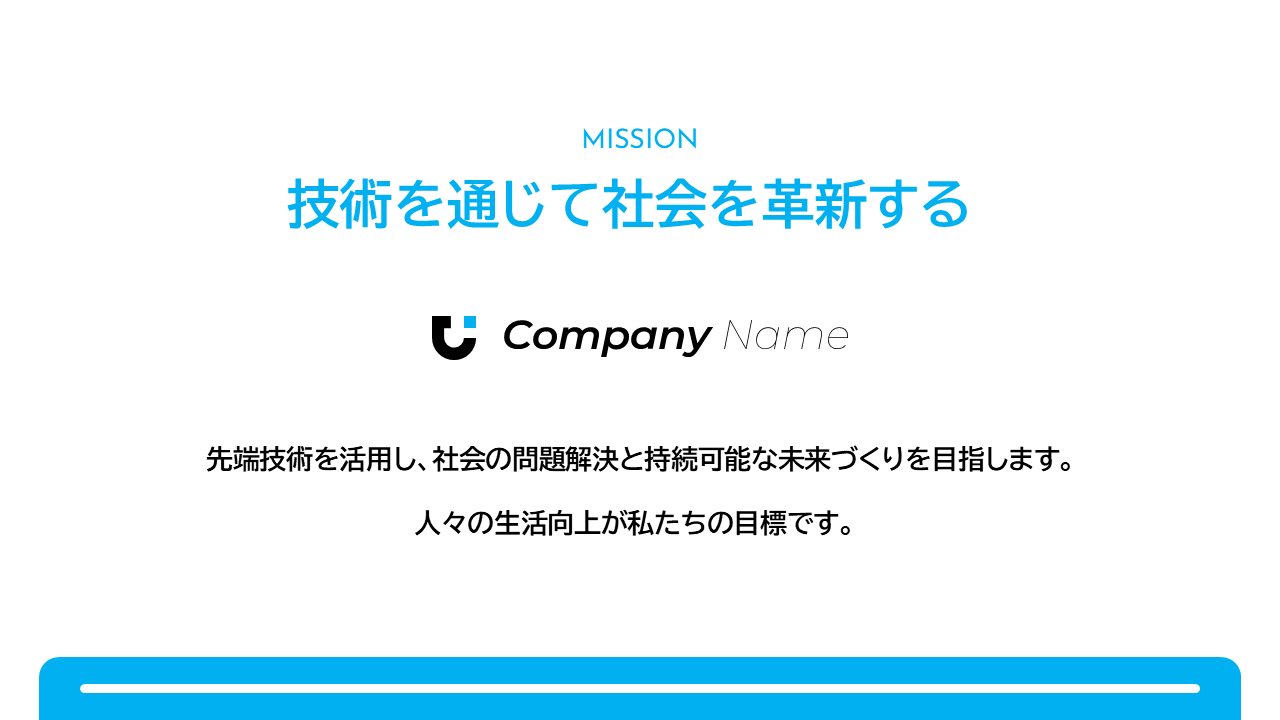 MISSION
技術を通じて社会を革新する
Company Name
先端技術を活用し、社会の問題解決と持続可能な未来づくりを目指します。
人々の生活向上が私たちの目標です。